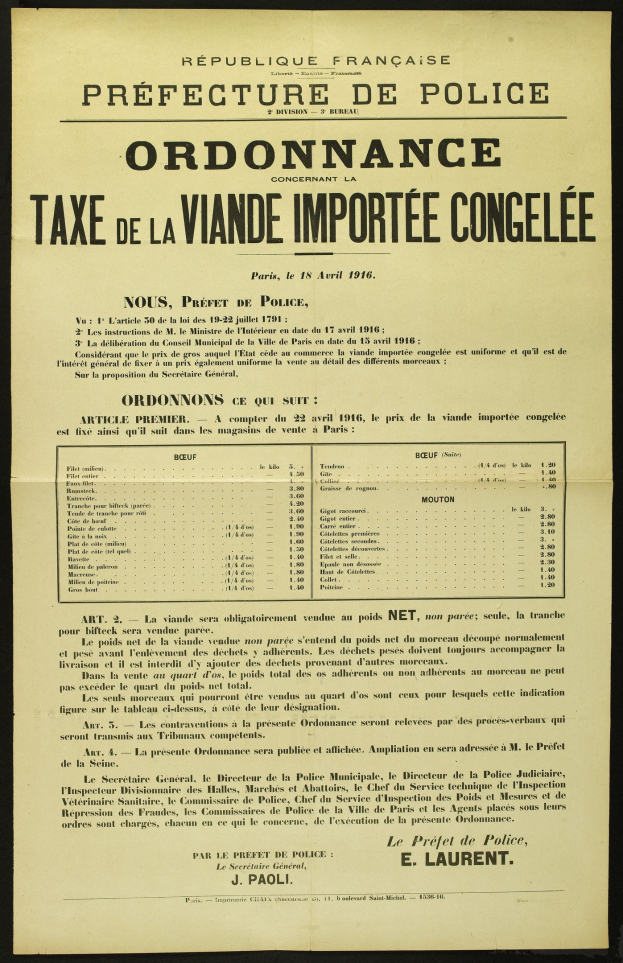 RÉPUBLIQUE FRANÇAiSE
Liberté — Égalité — Fraternité
PRÉFECTURE DE POLICE
2e DIVISION — 3e BUREAU
ORDONNANCE
CONCERNANT LA
TAXE DE LA VIANDE IMPORTÉE CONGELÉE
Paris, le 18 Avril 1916.
NOUS, PRÉFET DE POLICE,
Vu : 1° L'article 30 de la loi des 19-22 juillet 1791 ;
2° Les instructions de M. le Ministre de l'Intérieur en date du 17 avril 1916 ;
3° La délibération du Conseil Municipal de la Ville de Paris en date du 15 avril 1916 ;
Considérant que le prix de gros auquel l'Etat cède au commerce la viande importée congelée est uniforme et qu'il est de
l'intérêt général de fixer à un prix également uniforme la vente au détail des différents morceaux ;
Sur la proposition du Secrétaire Général,
ORDONNONS CE QUI SUIT :
ARTICLE PREMIER. — A compter du 22 avril 1916, le prix de la viande importée congelée
est fixé ainsi qu'il suit dans les magasins de vente à Paris :
BŒUF
Filet (milieu). le kilo 5. »
Filet entier — 4.50
Faux-filet. —
Rumsteck. — 3.80
Entrecôte. — 3.60
Tranche pour bifteck (parée) — 4.20
Tende de tranche pour rôti — 3.60
Côte de bœuf — 2.40
Pointe de culotte (1/4 d'os) — 1.90
Gîte à la noix (1/4 d'os) — 1.90
Plat de côte (milieu) — 1.60
Plat de côte (tel quel) — 1.50
Bavette (1/4 d'os) — 1.40
Milieu de paleron (1/4 d'os) — 1.80
Macreuse (1/4 d'os) — 1.80
Milieu de poitrine (1/4 d'os) — 1.40
Gros bout (1/4 d'os) — 1.40
BŒUF (Suite)
Tendron (1/4 d'os) le kilo 1.20
Gîte — 1.40
Collier (1/4 d'os) — 1.40
Graisse de rognon. — ».80
MOUTON
Gigot raccourci. le kilo 3. »
Gigot entier — 2.80
Carré entier — 2.80
Côtelettes premières — 3.10
Côtelettes secondes. — 3. »
Côtelettes découvertes. — 2.80
Filet et selle. — 2.80
Epaule non désossée — 2.30
Haut de Côtelettes — 1.40
Collet. — 1.40
Poitrine — 1.20
ART. 2. — La viande sera obligatoirement vendue au poids NET, non parée; seule, la tranche
pour bifteck sera vendue parée.
Le poids net de la viande vendue non parée s'entend du poids net du morceau découpé normalement
et pesé avant l'enlèvement des déchets y adhérents. Les déchets pesés doivent toujours accompagner la
livraison et il est interdit d'y ajouter des déchets provenant d'autres morceaux.
Dans la vente au quart d'os, le poids total des os adhérents ou non adhérents au morceau ne peut
pas excéder le quart du poids net total.
Les seuls morceaux qui pourront être vendus au quart d'os sont ceux pour lesquels cette indication
figure sur le tableau ci-dessus, à côté de leur désignation.
ART. 3. — Les contraventions à la présente Ordonnance seront relevées par des procès-verbaux qui
seront transmis aux Tribunaux compétents.
ART. 4. — La présente Ordonnance sera publiée et affichée. Ampliation en sera adressée à M. le Préfet
de la Seine.
Le Secrétaire Général, le Directeur de la Police Municipale, le Directeur de la Police Judiciaire,
l'Inspecteur Divisionnaire des Halles, Marchés et Abattoirs, le Chef du Service technique de l'Inspection
Vétérinaire Sanitaire, le Commissaire de Police, Chef du Service d'Inspection des Poids et Mesures et de
Répression des Fraudes, les Commissaires de Police de la Ville de Paris et les Agents placés sous leurs
ordres sont chargés, chacun en ce qui le concerne, de l'exécution de la présente Ordonnance.
Le Préfet de Police,
E. LAURENT.
PAR LE PRÉFET DE POLICE :
Le Secrétaire Général,
J. PAOLI.
Paris. — Imprimerie CHAIX 11, boulevard Saint-Michel. — 1536-16.